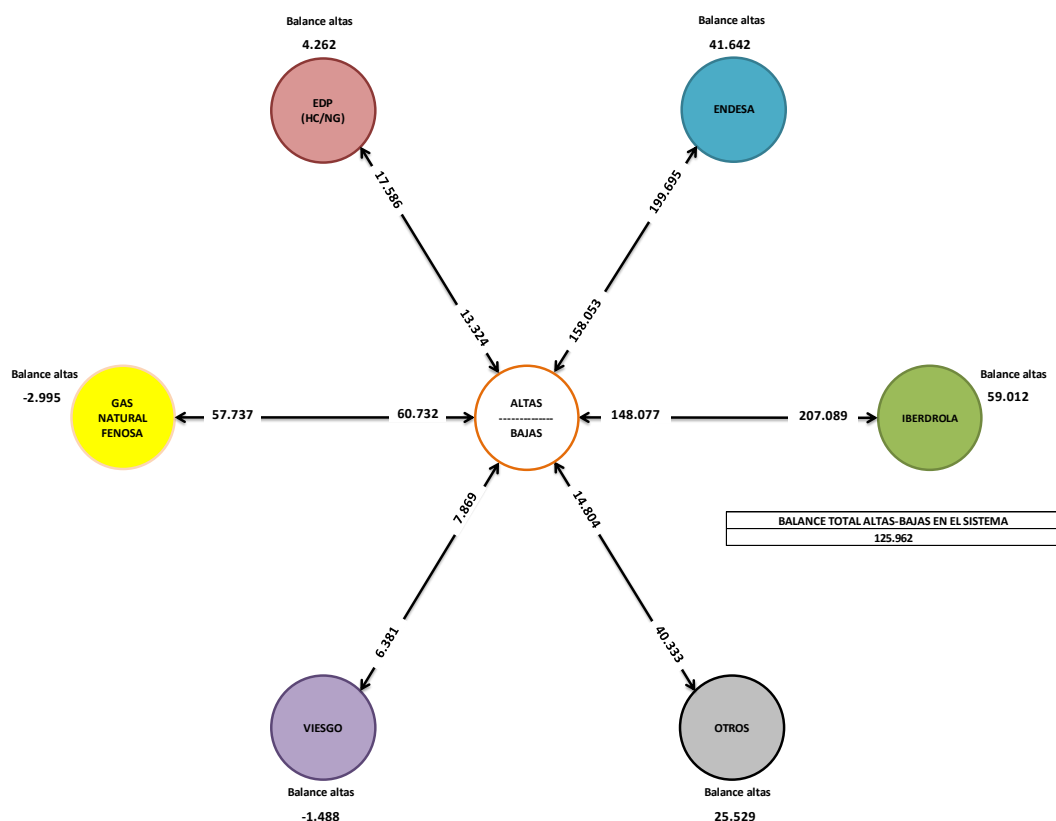 Balance altas
4.262
Balance altas
41.642
EDP
(HC/NG)
ENDESA
17.586
199.695
13.324
158.053
Balance altas
-2.995
GAS
NATURAL
FENOSA
57.737
60.732
ALTAS
--------------
BAJAS
148.077
207.089
IBERDROLA
Balance altas
59.012
7.869
14.804
BALANCE TOTAL ALTAS-BAJAS EN EL SISTEMA
125.962
6.381
40.333
VIESGO
OTROS
Balance altas
-1.488
Balance altas
25.529